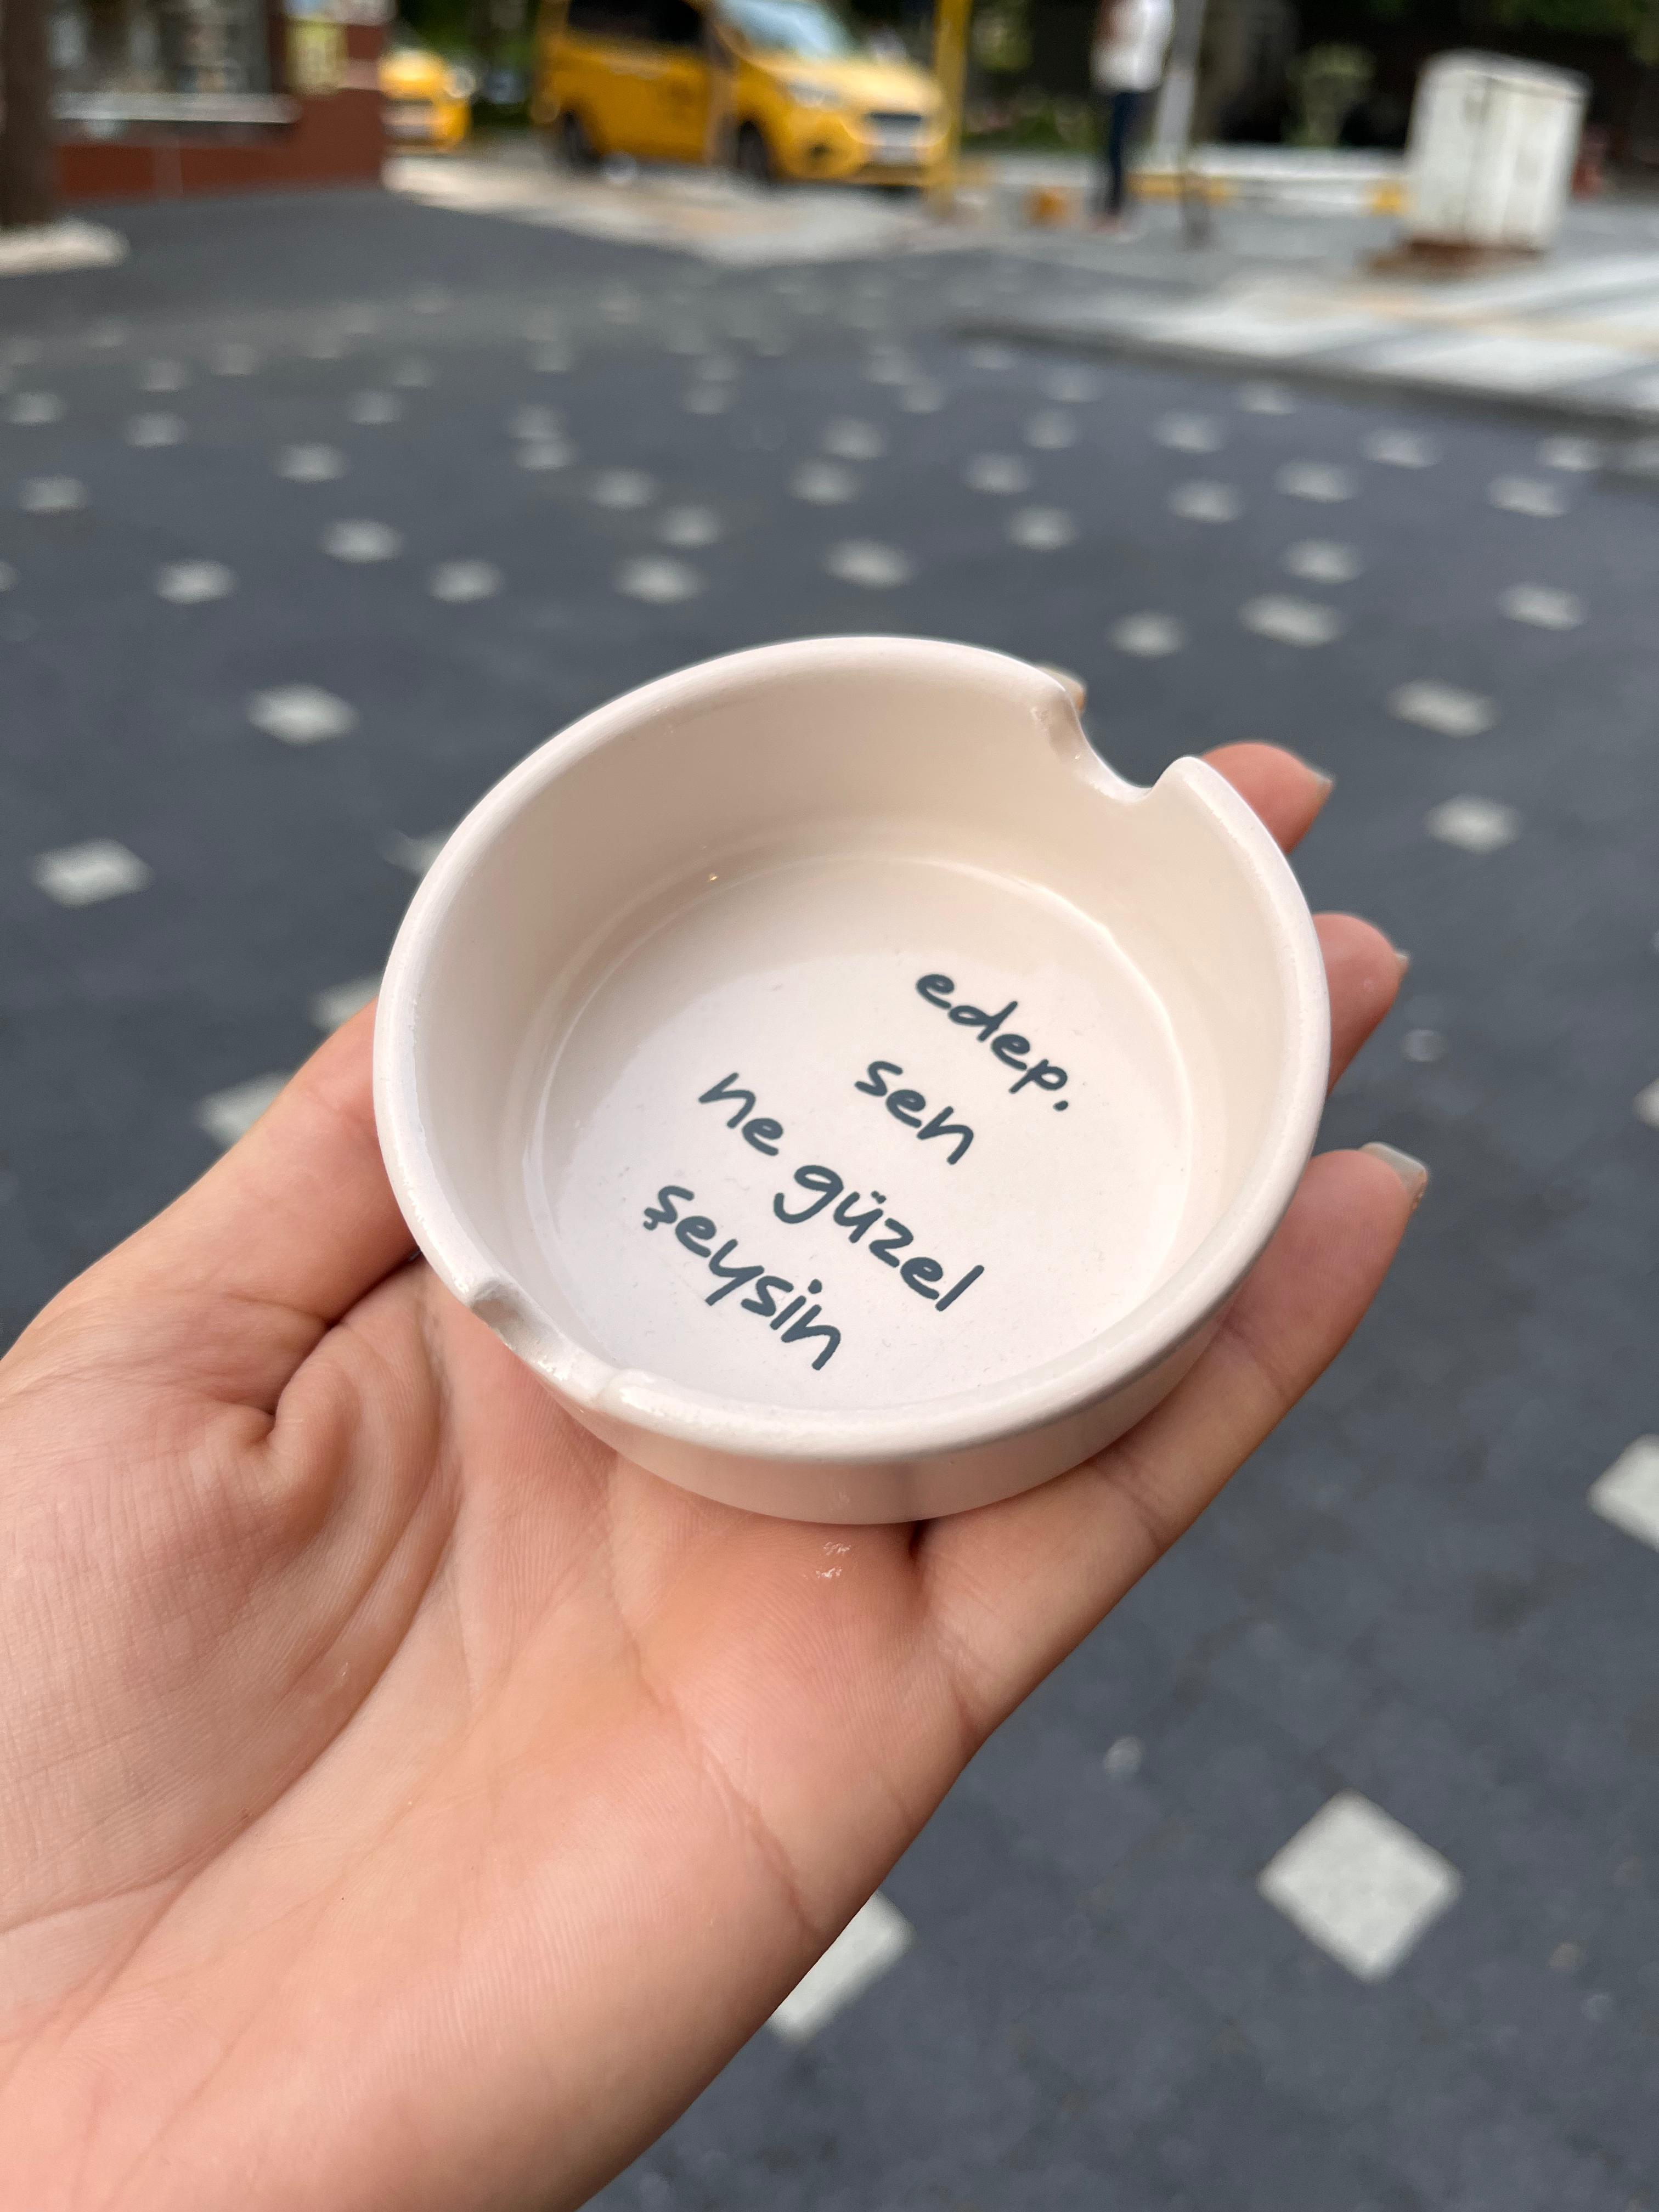 edep.
sen
ne güzel
şeysin